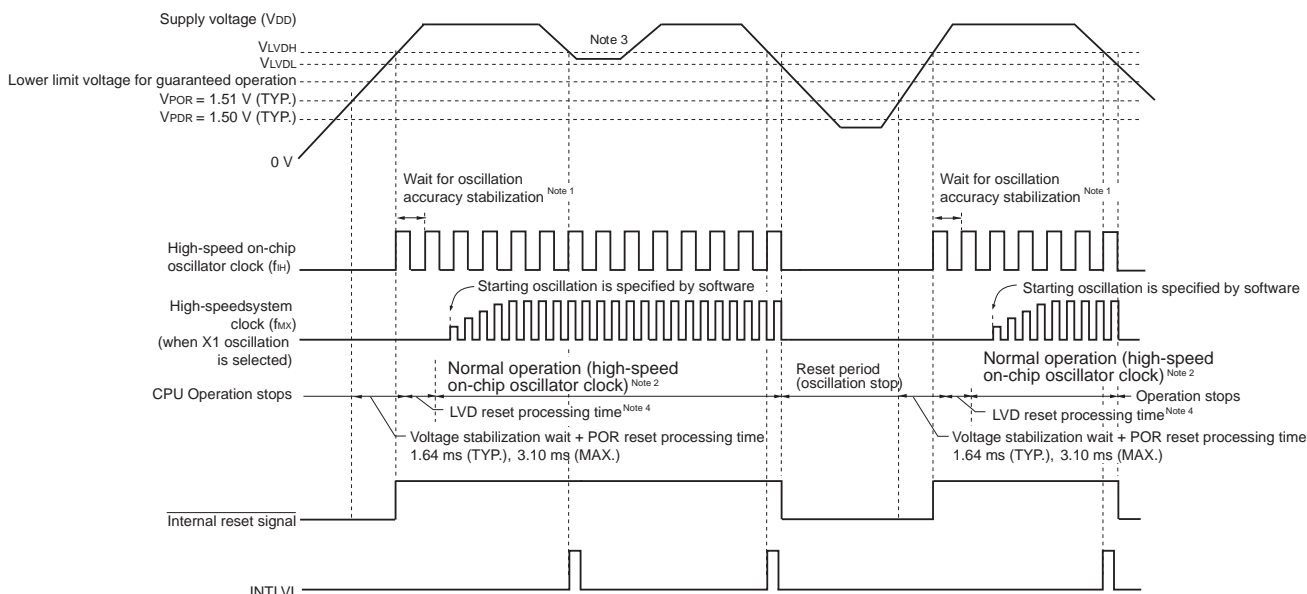 Supply voltage (VDD)
VLVDH
Note 3
VLVDL
Lower limit voltage for guaranteed operation
VPOR = 1.51 V (TYP.)
VPDR = 1.50 V (TYP.)
0 V
Wait for oscillation
accuracy stabilization Note 1
Wait for oscillation
accuracy stabilization Note 1
High-speed on-chip
oscillator clock (fIH)
Starting oscillation is specified by software
Starting oscillation is specified by software
High-speedsystem
clock (fMX)
(when X1 oscillation
is selected)
Normal operation (high-speed
on-chip oscillator clock) Note 2
Reset period
(oscillation stop)
Normal operation (high-speed
on-chip oscillator clock) Note 2
CPU Operation stops
Operation stops
LVD reset processing time Note 4
LVD reset processing time Note 4
Voltage stabilization wait + POR reset processing time
1.64 ms (TYP.), 3.10 ms (MAX.)
Voltage stabilization wait + POR reset processing time
1.64 ms (TYP.), 3.10 ms (MAX.)
Internal reset signal